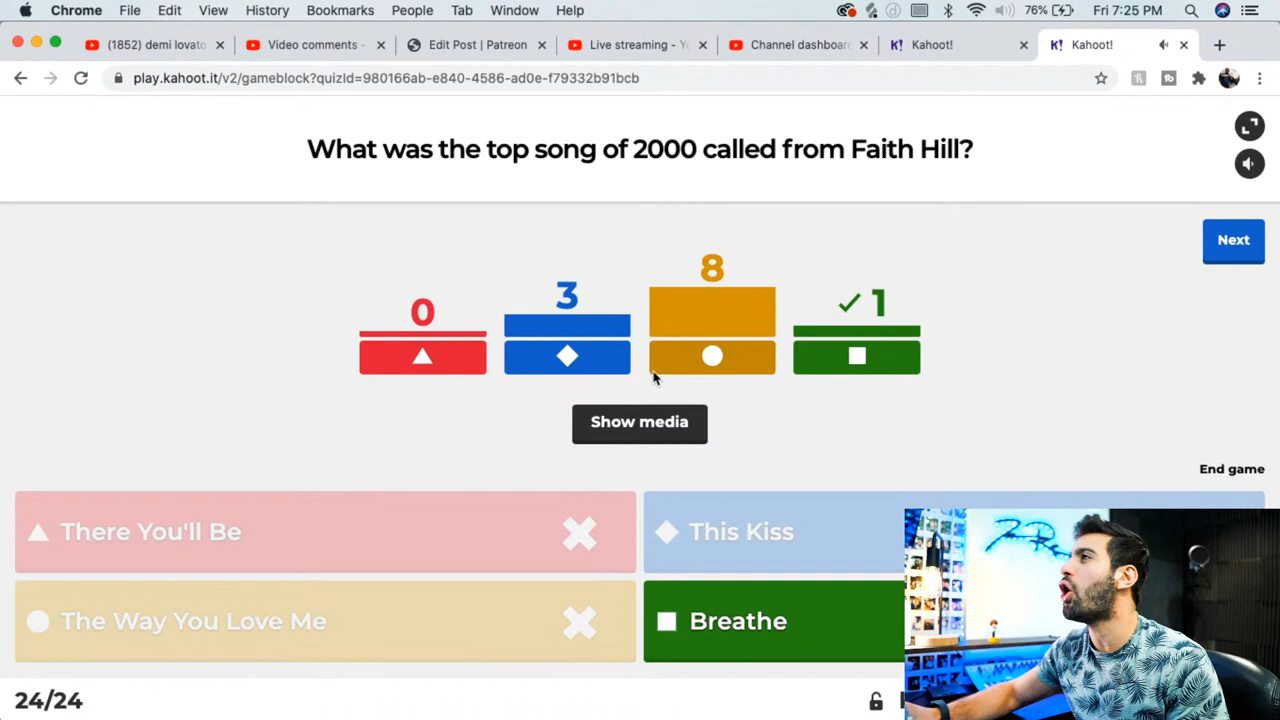 Chrome File Edit View History Bookmarks People Tab Window Help 76% Fri 7:25 PM
(1852) demi lovato Video comments - Edit Post | Patreon Live streaming - Yo Channel dashboar Kahoot! Kahoot!
play.kahoot.it/v2/gameblock?quizId=980166ab-e840-4586-ad0e-f79332b91bcb
What was the top song of 2000 called from Faith Hill?
Next
0 3 8 1
Show media
End game
There You'll Be
This Kiss
The Way You Love Me
Breathe
24/24